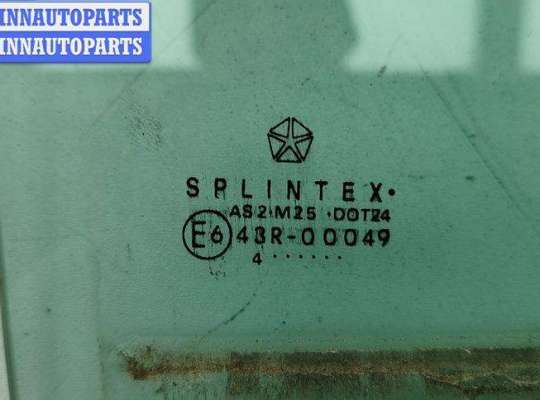 INNAUTOPARTS
INNAUTOPARTS
SPLINTEX·
AS2·M25 ·DOT24
E6 43R-00049
4 ······